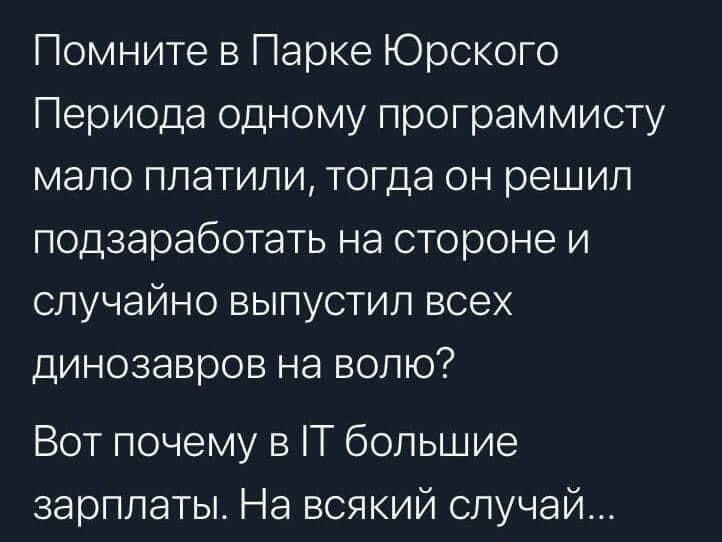 Помните в Парке Юрского
Периода одному программисту
мало платили, тогда он решил
подзаработать на стороне и
случайно выпустил всех
динозавров на волю?
Вот почему в IT большие
зарплаты. На всякий случай...